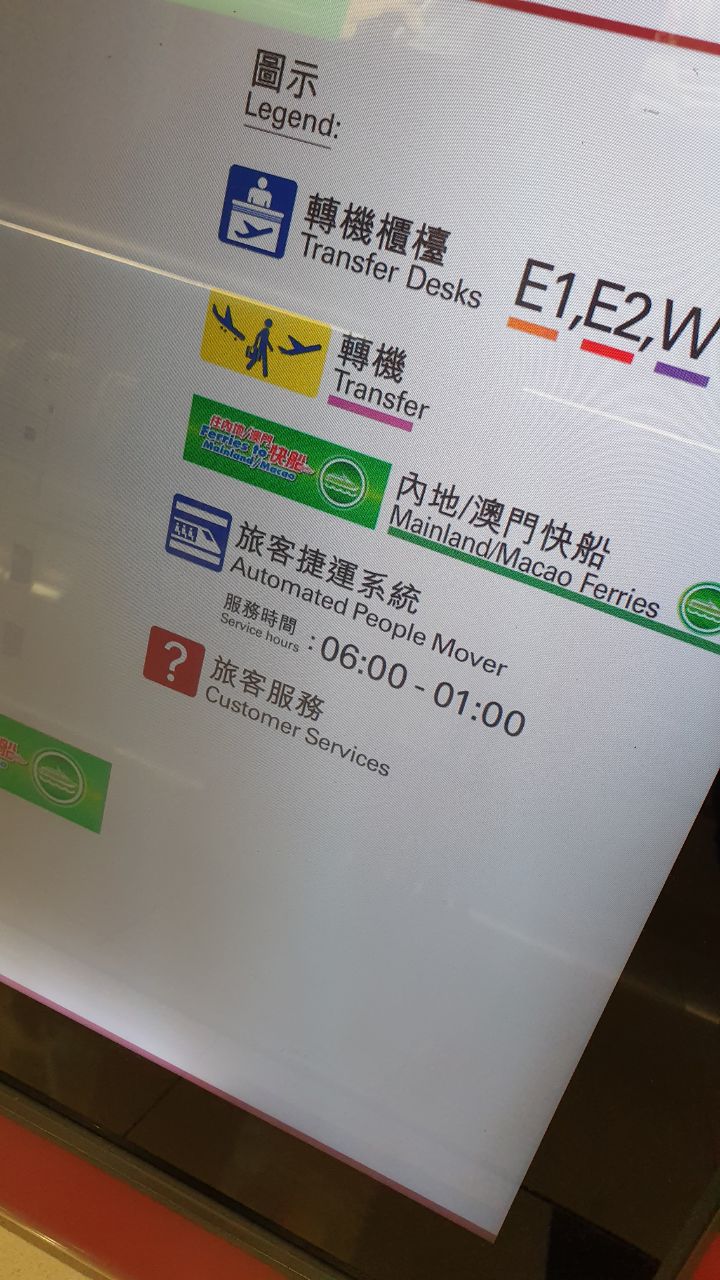 圖示
Legend:
轉機櫃檯
Transfer Desks
E1,E2,W
轉機
Transfer
往內地/澳門
Ferries to 快船
Mainland/Macao
內地/澳門快船
Mainland/Macao Ferries
旅客捷運系統
Automated People Mover
服務時間
Service hours : 06:00 - 01:00
?
旅客服務
Customer Services